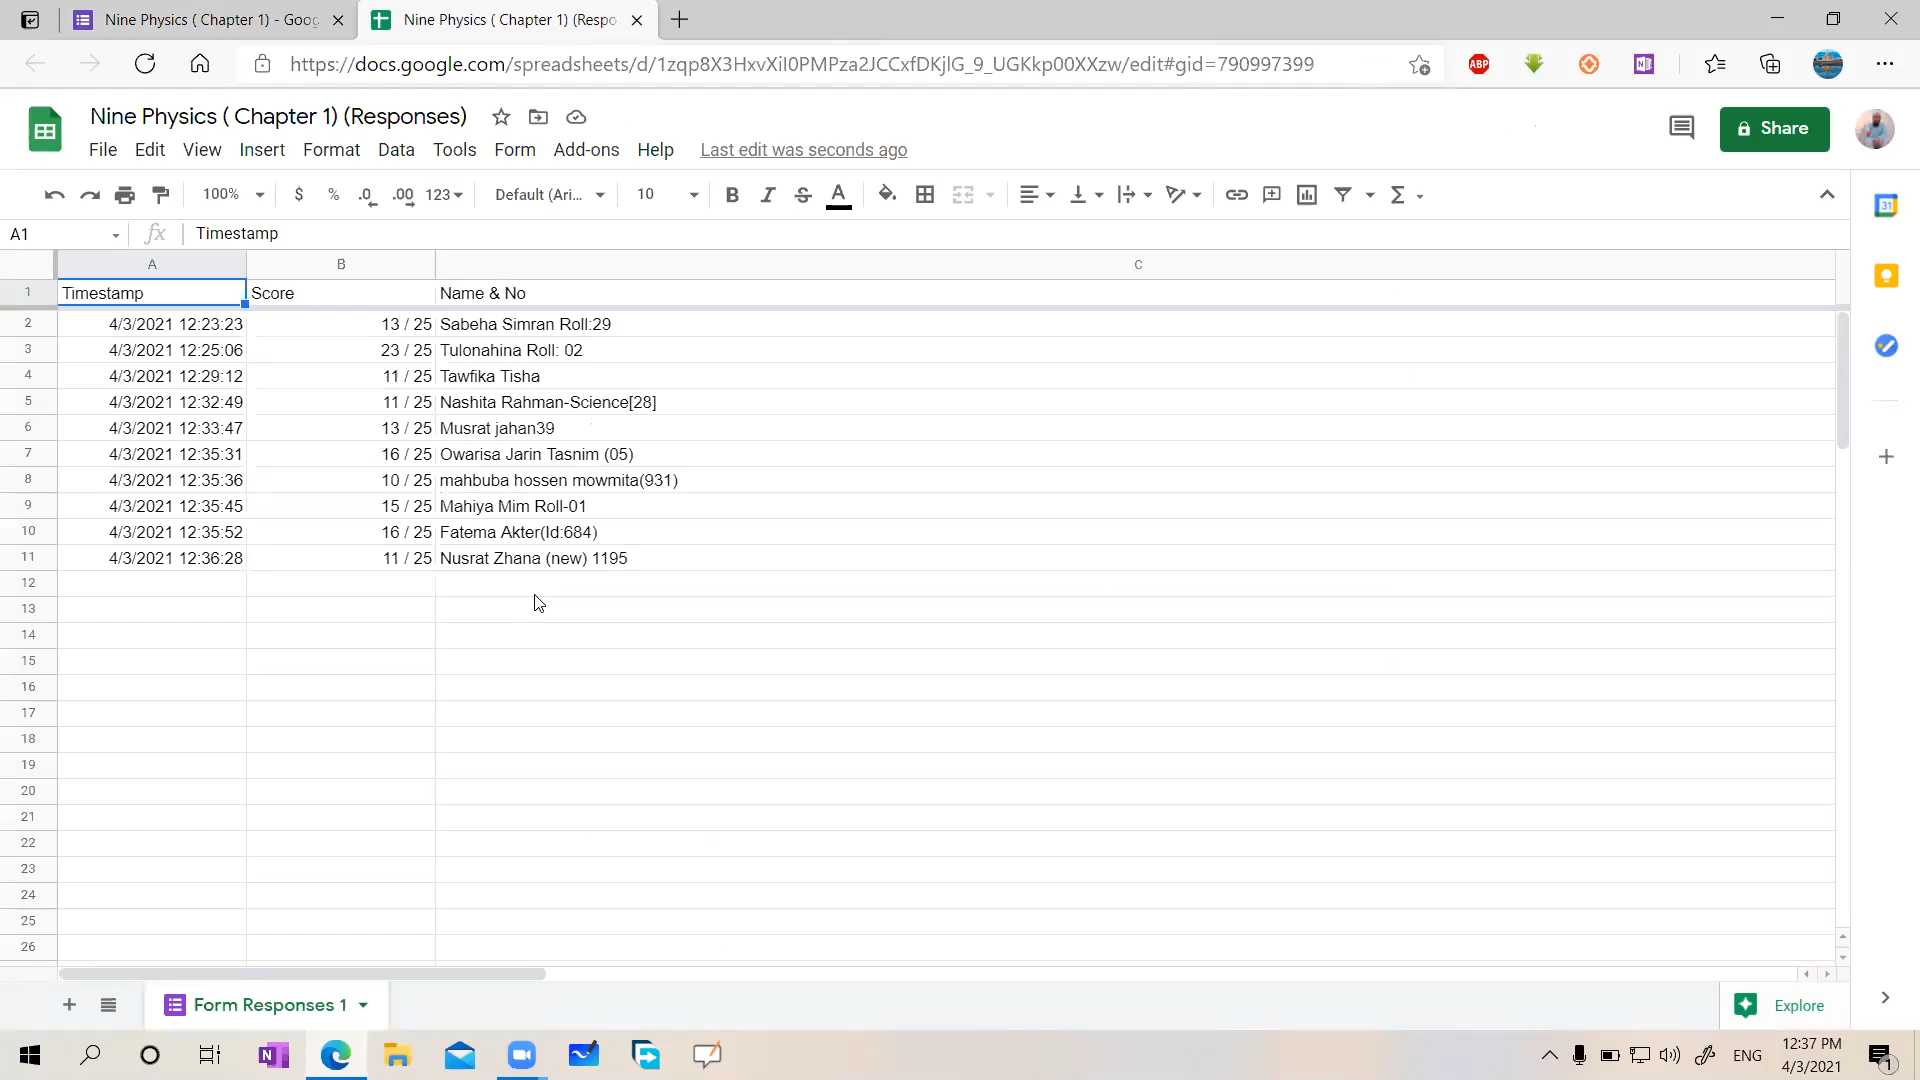 Nine Physics ( Chapter 1) - Goog
Nine Physics ( Chapter 1) (Respo
https://docs.google.com/spreadsheets/d/1zqp8X3HxvXil0PMPza2JCCxfDKjlG_9_UGKkp00XXzw/edit#gid=790997399
ABP
Nine Physics ( Chapter 1) (Responses)
Share
File Edit View Insert Format Data Tools Form Add-ons Help Last edit was seconds ago
100% $ % .0 .00 123 Default (Ari... 10 B I S A Σ
31
A1 fx Timestamp
A B C
1 Timestamp Score Name & No
2 4/3/2021 12:23:23 13 / 25 Sabeha Simran Roll:29
3 4/3/2021 12:25:06 23 / 25 Tulonahina Roll: 02
4 4/3/2021 12:29:12 11 / 25 Tawfika Tisha
5 4/3/2021 12:32:49 11 / 25 Nashita Rahman-Science[28]
6 4/3/2021 12:33:47 13 / 25 Musrat jahan39
7 4/3/2021 12:35:31 16 / 25 Owarisa Jarin Tasnim (05)
8 4/3/2021 12:35:36 10 / 25 mahbuba hossen mowmita(931)
9 4/3/2021 12:35:45 15 / 25 Mahiya Mim Roll-01
10 4/3/2021 12:35:52 16 / 25 Fatema Akter(Id:684)
11 4/3/2021 12:36:28 11 / 25 Nusrat Zhana (new) 1195
12
13
14
15
16
17
18
19
20
21
22
23
24
25
26
Form Responses 1
Explore
N
ENG
12:37 PM
4/3/2021
1